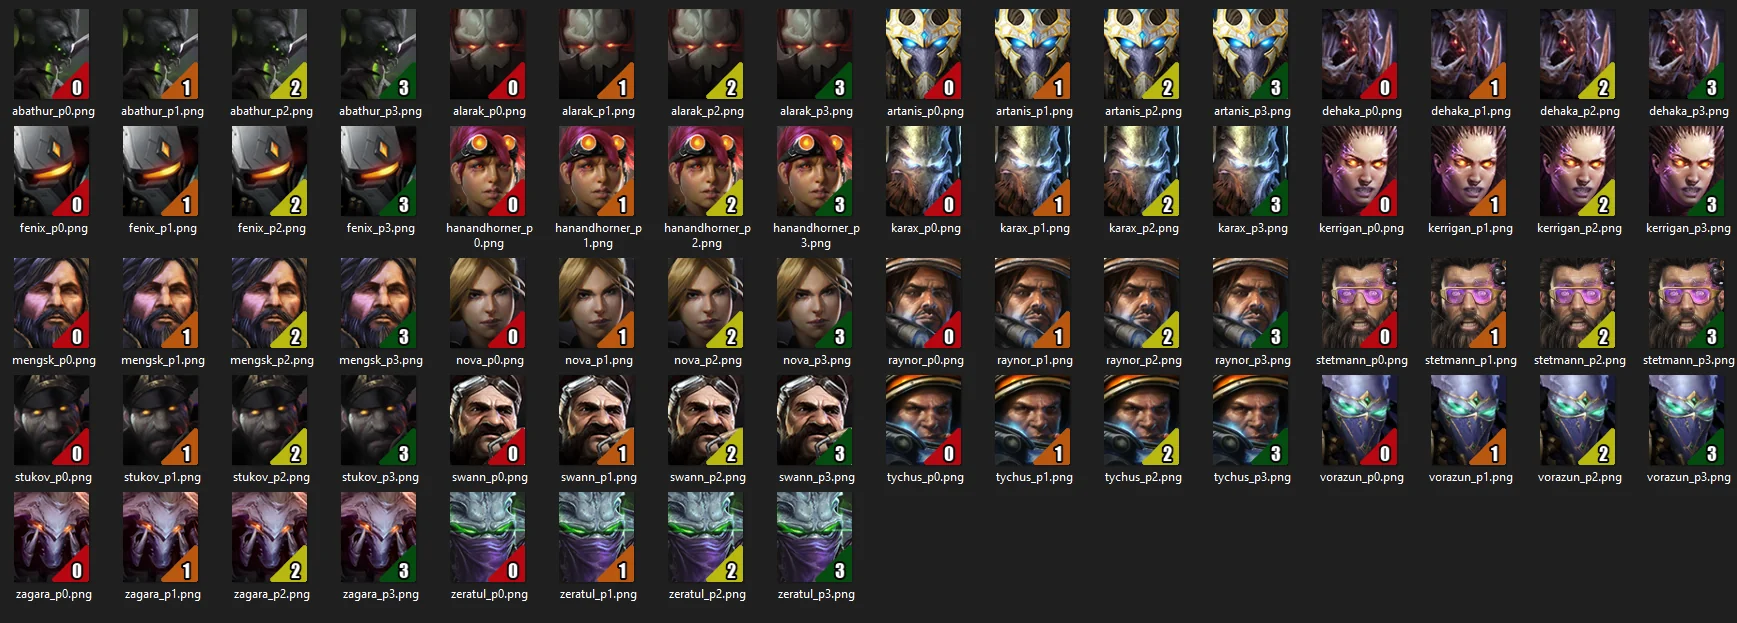 0 1 2 3 0 1 2 3 0 1 2 3 0 1 2 3
abathur_p0.png abathur_p1.png abathur_p2.png abathur_p3.png alarak_p0.png alarak_p1.png alarak_p2.png alarak_p3.png artanis_p0.png artanis_p1.png artanis_p2.png artanis_p3.png dehaka_p0.png dehaka_p1.png dehaka_p2.png dehaka_p3.png
0 1 2 3 0 1 2 3 0 1 2 3 0 1 2 3
fenix_p0.png fenix_p1.png fenix_p2.png fenix_p3.png hanandhorner_p hanandhorner_p hanandhorner_p hanandhorner_p karax_p0.png karax_p1.png karax_p2.png karax_p3.png kerrigan_p0.png kerrigan_p1.png kerrigan_p2.png kerrigan_p3.png
0.png 1.png 2.png 3.png
0 1 2 3 0 1 2 3 0 1 2 3 0 1 2 3
mengsk_p0.png mengsk_p1.png mengsk_p2.png mengsk_p3.png nova_p0.png nova_p1.png nova_p2.png nova_p3.png raynor_p0.png raynor_p1.png raynor_p2.png raynor_p3.png stetmann_p0.png stetmann_p1.png stetmann_p2.png stetmann_p3.png
0 1 2 3 0 1 2 3 0 1 2 3 0 1 2 3
stukov_p0.png stukov_p1.png stukov_p2.png stukov_p3.png swann_p0.png swann_p1.png swann_p2.png swann_p3.png tychus_p0.png tychus_p1.png tychus_p2.png tychus_p3.png vorazun_p0.png vorazun_p1.png vorazun_p2.png vorazun_p3.png
0 1 2 3 0 1 2 3
zagara_p0.png zagara_p1.png zagara_p2.png zagara_p3.png zeratul_p0.png zeratul_p1.png zeratul_p2.png zeratul_p3.png